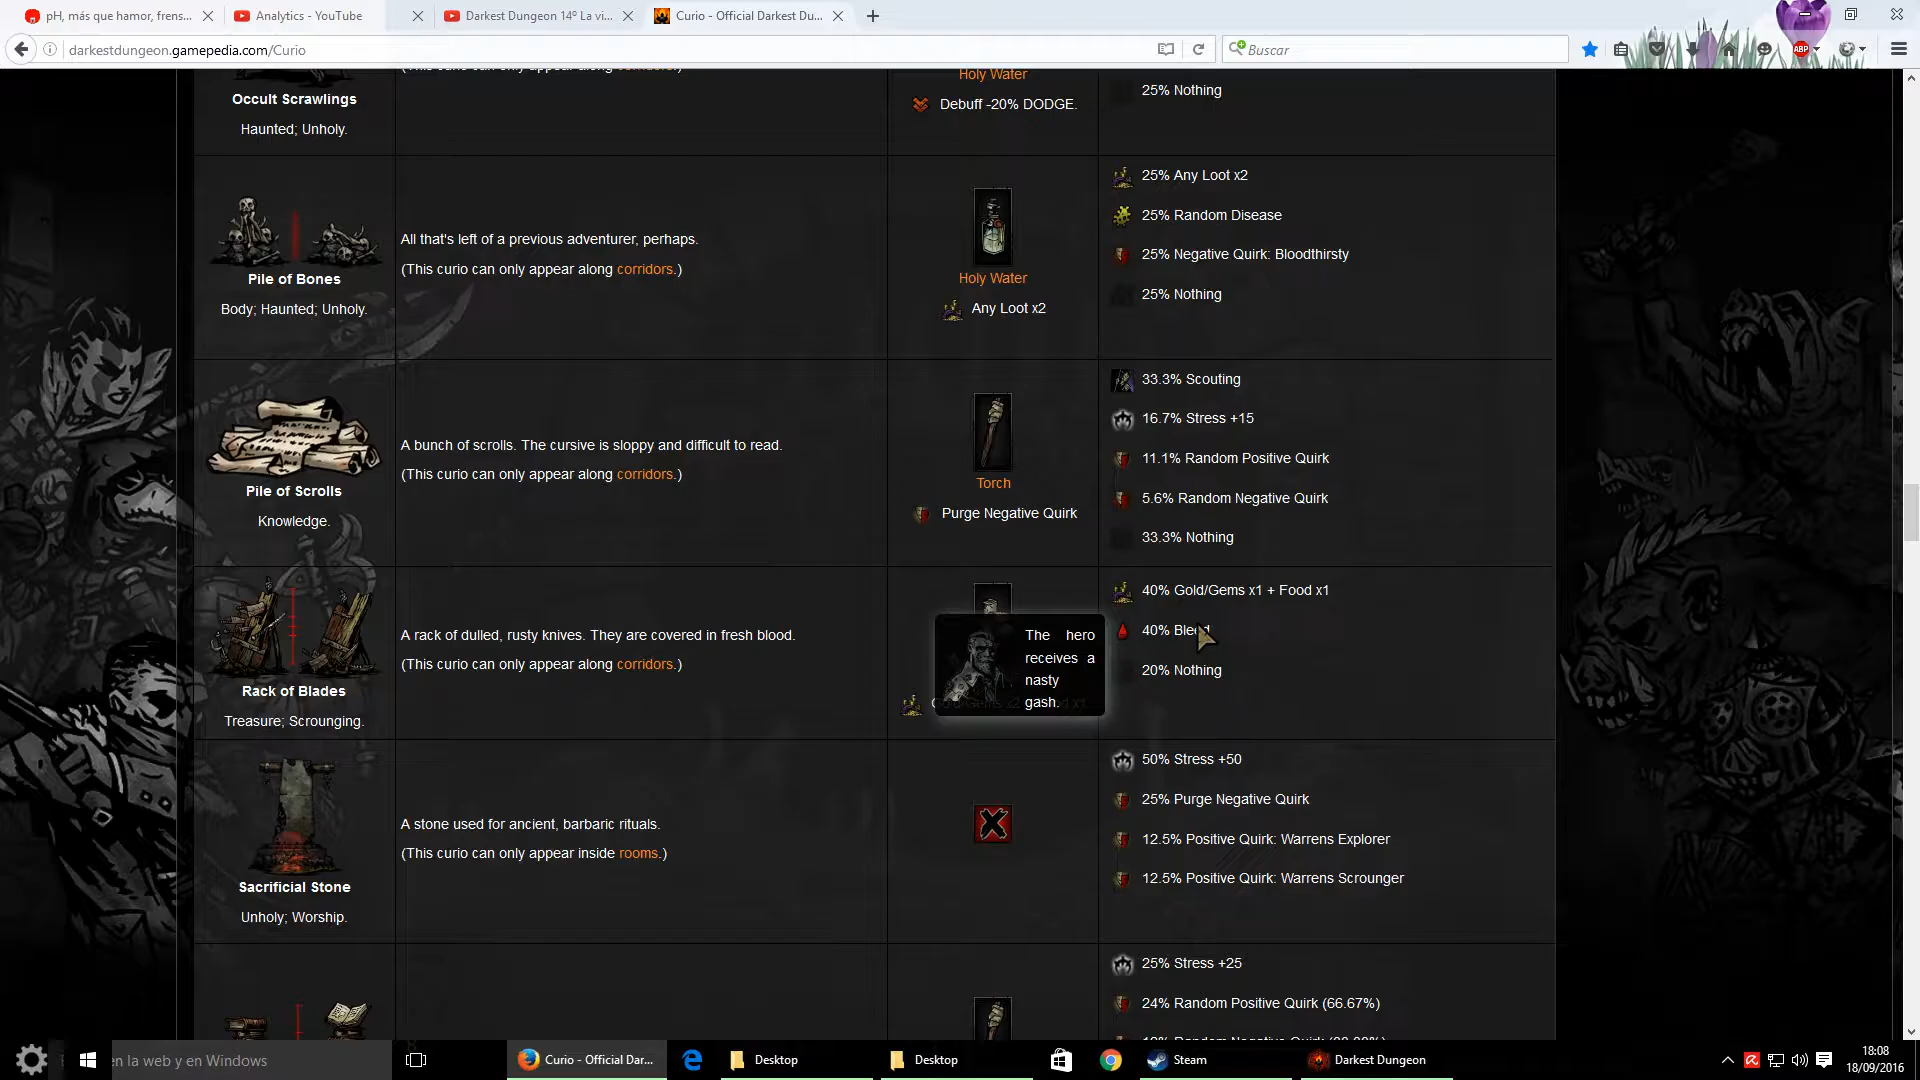 pH, más que hamor, frens...
Analytics - YouTube
Darkest Dungeon 14º La vi...
Curio - Official Darkest Du...
darkestdungeon.gamepedia.com/Curio
Buscar
ABP
Occult Scrawlings
Haunted; Unholy.
Holy Water
Debuff -20% DODGE.
25% Nothing
Pile of Bones
Body; Haunted; Unholy.
All that's left of a previous adventurer, perhaps.
(This curio can only appear along corridors.)
Holy Water
Any Loot x2
25% Any Loot x2
25% Random Disease
25% Negative Quirk: Bloodthirsty
25% Nothing
Pile of Scrolls
Knowledge.
A bunch of scrolls. The cursive is sloppy and difficult to read.
(This curio can only appear along corridors.)
Torch
Purge Negative Quirk
33.3% Scouting
16.7% Stress +15
11.1% Random Positive Quirk
5.6% Random Negative Quirk
33.3% Nothing
Rack of Blades
Treasure; Scrounging.
A rack of dulled, rusty knives. They are covered in fresh blood.
(This curio can only appear along corridors.)
The hero
receives a
nasty
gash.
40% Gold/Gems x1 + Food x1
40% Bleed
20% Nothing
Sacrificial Stone
Unholy; Worship.
A stone used for ancient, barbaric rituals.
(This curio can only appear inside rooms.)
50% Stress +50
25% Purge Negative Quirk
12.5% Positive Quirk: Warrens Explorer
12.5% Positive Quirk: Warrens Scrounger
25% Stress +25
24% Random Positive Quirk (66.67%)
en la web y en Windows
Curio - Official Dar...
Desktop
Desktop
Steam
Darkest Dungeon
18:08
18/09/2016